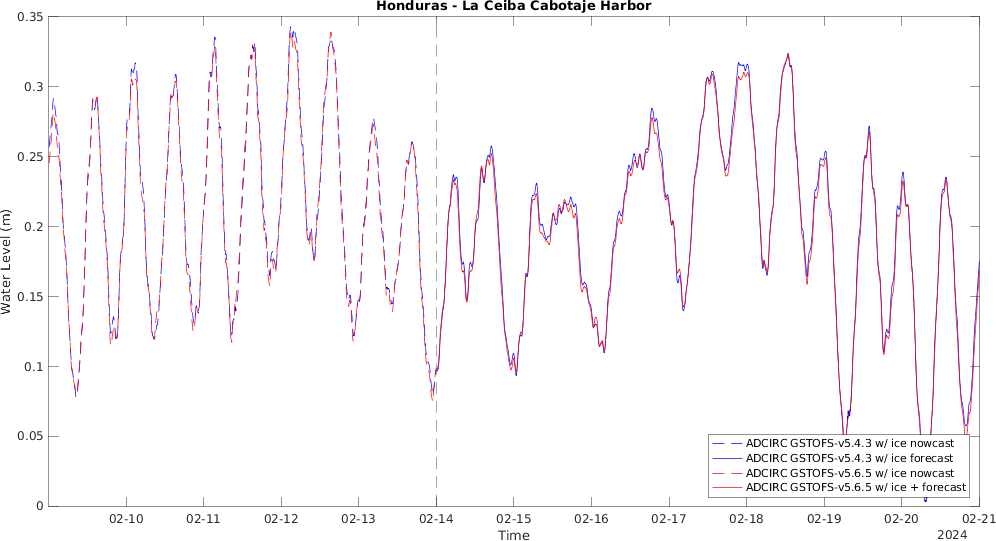 Honduras - La Ceiba Cabotaje Harbor
0.35
0.3
0.25
0.2
0.15
0.1
0.05
0
Water Level (m)
ADCIRC GSTOFS-v5.4.3 w/ ice nowcast
ADCIRC GSTOFS-v5.4.3 w/ ice forecast
ADCIRC GSTOFS-v5.6.5 w/ ice nowcast
ADCIRC GSTOFS-v5.6.5 w/ ice + forecast
02-10 02-11 02-12 02-13 02-14 02-15 02-16 02-17 02-18 02-19 02-20 02-21
Time
2024